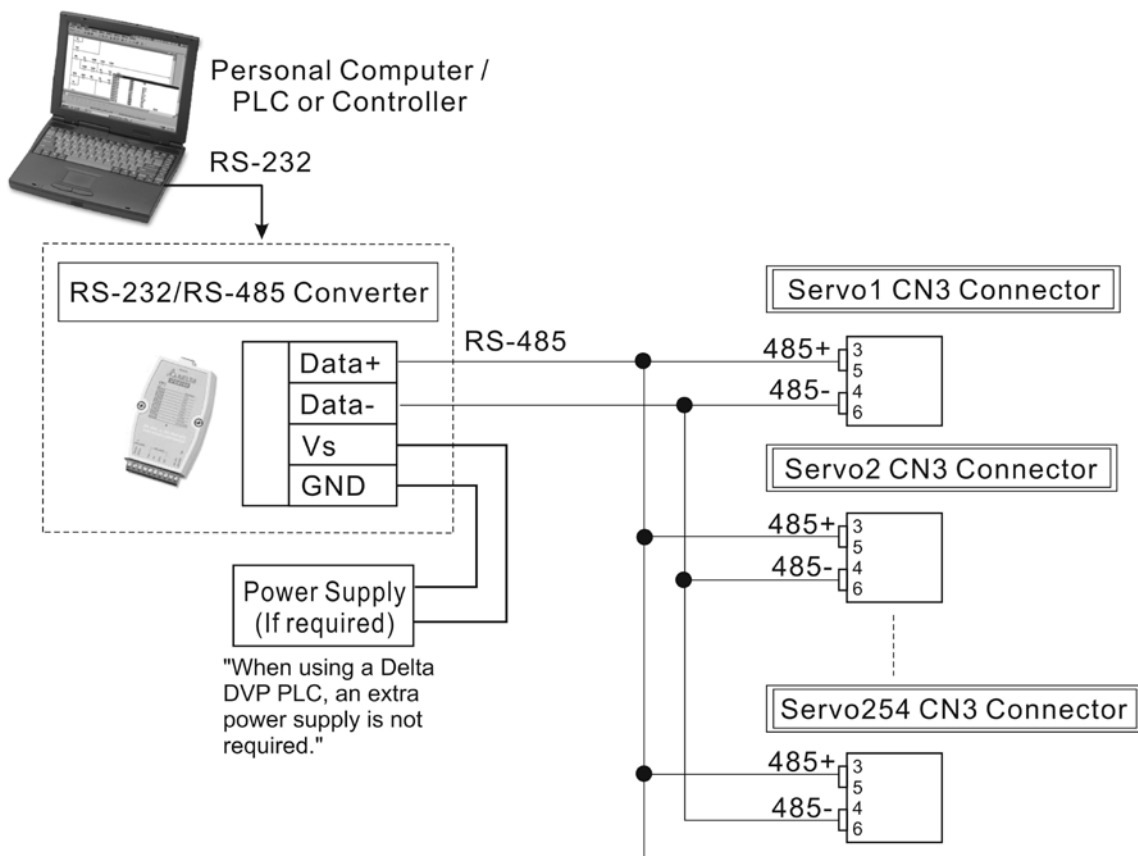 Personal Computer /
PLC or Controller
RS-232
RS-232/RS-485 Converter
Data+
Data-
Vs
GND
RS-485
Power Supply
(If required)
"When using a Delta
DVP PLC, an extra
power supply is not
required."
Servo1 CN3 Connector
485+
3
5
485-
4
6
Servo2 CN3 Connector
485+
3
5
485-
4
6
Servo254 CN3 Connector
485+
3
5
485-
4
6